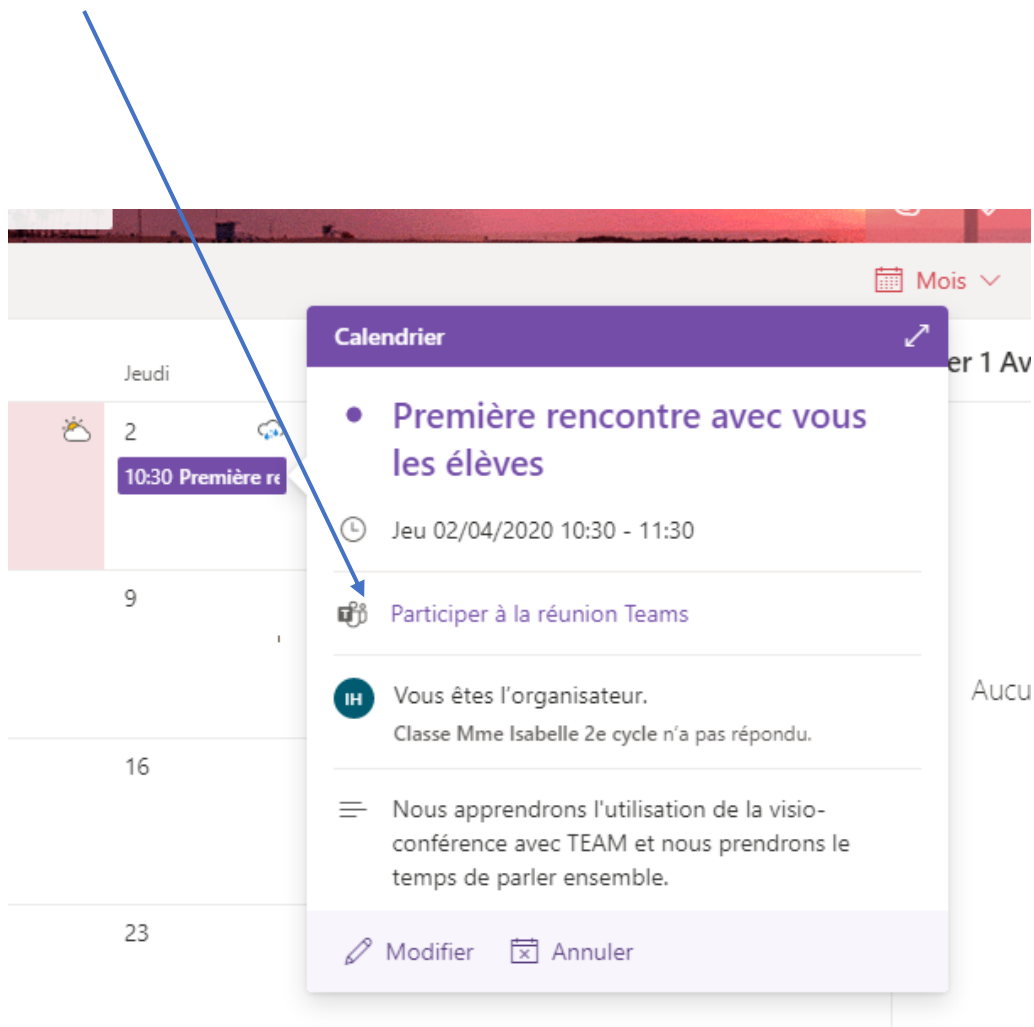 Mois
Calendrier
er 1 Av
Jeudi
2
10:30 Première re
Première rencontre avec vous
les élèves
Jeu 02/04/2020 10:30 - 11:30
9
Participer à la réunion Teams
IH
Vous êtes l'organisateur.
Classe Mme Isabelle 2e cycle n'a pas répondu.
Aucu
16
Nous apprendrons l'utilisation de la visio-
conférence avec TEAM et nous prendrons le
temps de parler ensemble.
23
Modifier
Annuler